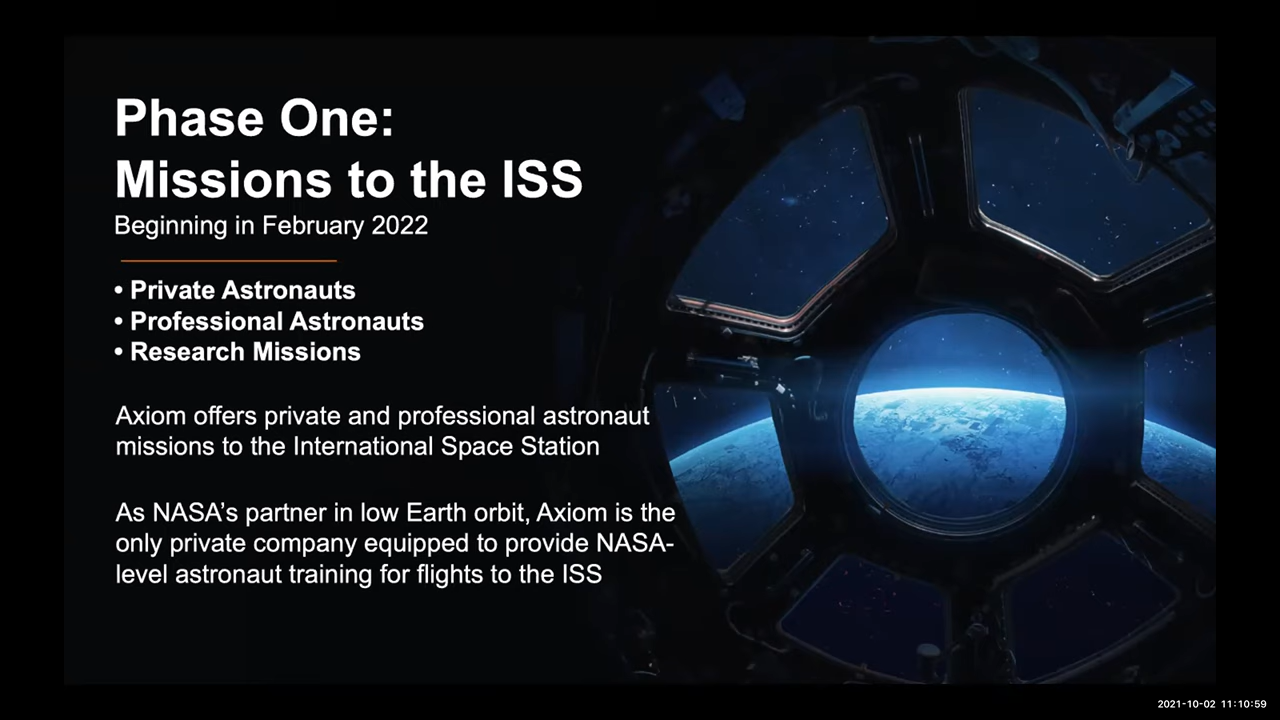 Phase One:
Missions to the ISS
Beginning in February 2022
• Private Astronauts
• Professional Astronauts
• Research Missions
Axiom offers private and professional astronaut
missions to the International Space Station
As NASA’s partner in low Earth orbit, Axiom is the
only private company equipped to provide NASA-
level astronaut training for flights to the ISS
2021-10-02 11:10:59